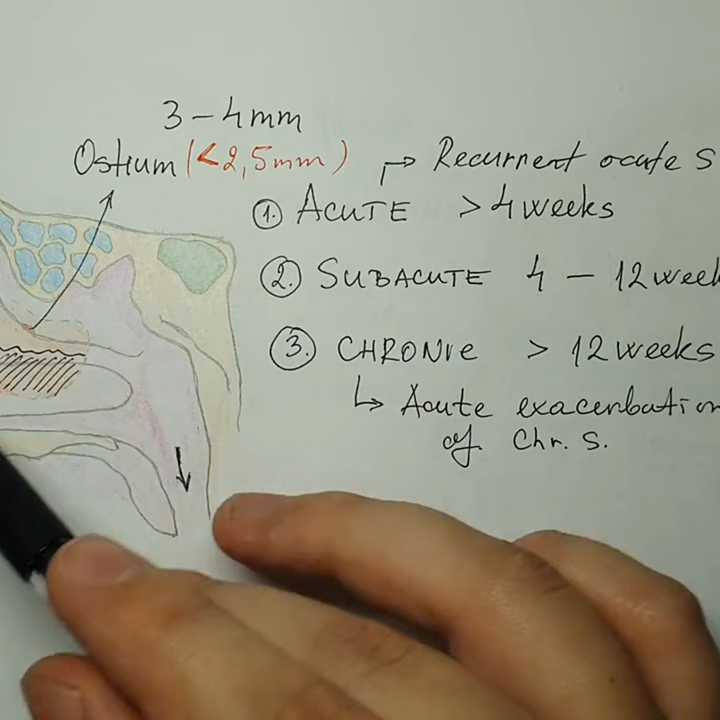 3 – 4mm
Ostium (<2,5mm)
→ Recurrent acute S
1. ACUTE > 4 weeks
2. SUBACUTE 4 – 12 week
3. CHRONIC > 12 weeks
↳ Acute exacerbation
of Chr. S.